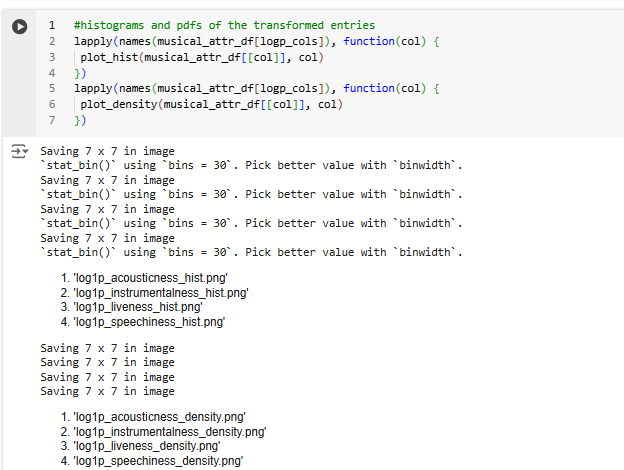 1 #histograms and pdfs of the transformed entries
2 lapply(names(musical_attr_df[logp_cols]), function(col) {
3 plot_hist(musical_attr_df[[col]], col)
4 })
5 lapply(names(musical_attr_df[logp_cols]), function(col) {
6 plot_density(musical_attr_df[[col]], col)
7 })
Saving 7 x 7 in image
`stat_bin()` using `bins = 30`. Pick better value with `binwidth`.
Saving 7 x 7 in image
`stat_bin()` using `bins = 30`. Pick better value with `binwidth`.
Saving 7 x 7 in image
`stat_bin()` using `bins = 30`. Pick better value with `binwidth`.
Saving 7 x 7 in image
`stat_bin()` using `bins = 30`. Pick better value with `binwidth`.
1. 'log1p_acousticness_hist.png'
2. 'log1p_instrumentalness_hist.png'
3. 'log1p_liveness_hist.png'
4. 'log1p_speechiness_hist.png'
Saving 7 x 7 in image
Saving 7 x 7 in image
Saving 7 x 7 in image
Saving 7 x 7 in image
1. 'log1p_acousticness_density.png'
2. 'log1p_instrumentalness_density.png'
3. 'log1p_liveness_density.png'
4. 'log1p_speechiness_density.png'